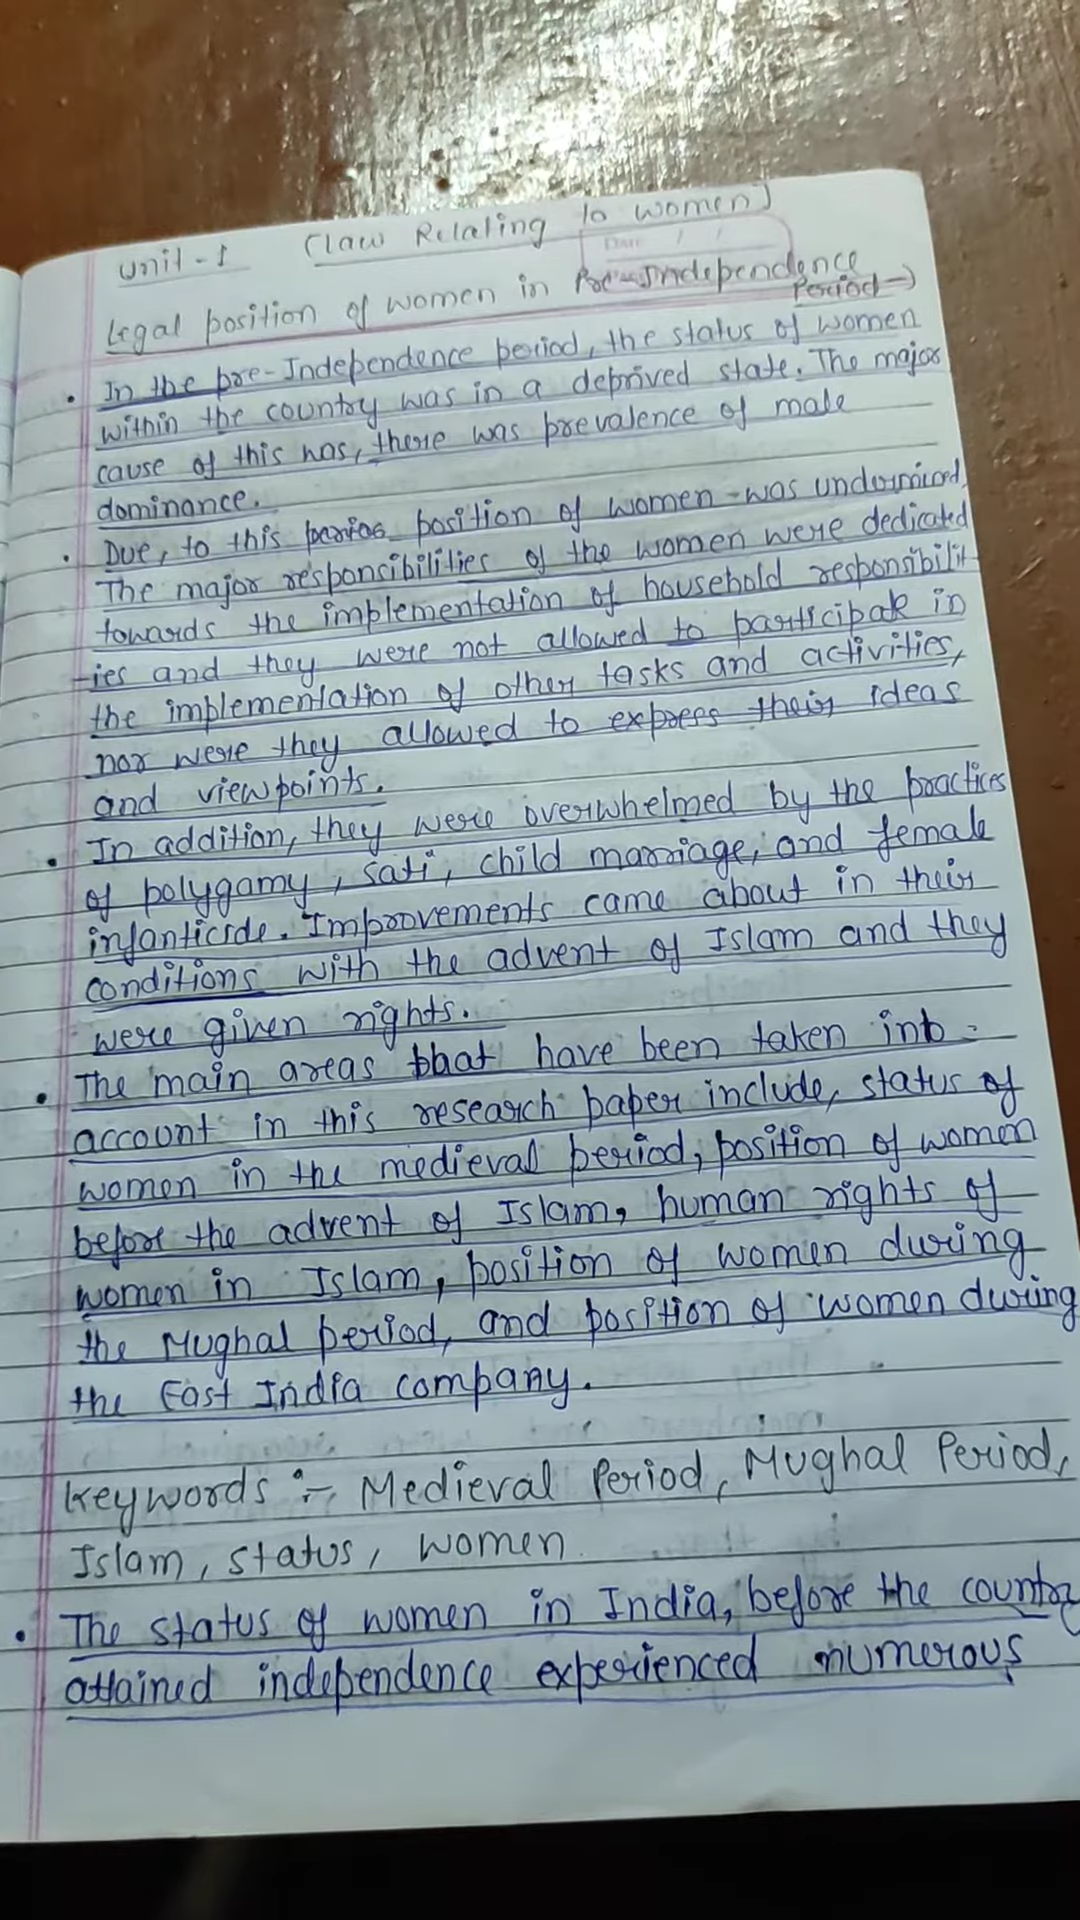 Unit - 1 (Law Relating to women)
Date / /
Legal position of women in Pre-Independence
Period →
• In the pre-Independence period, the status of women
within the country was in a deprived state. The major
cause of this was, there was prevalence of male
dominance.
• Due, to this position of women was undermined.
The major responsibilities of the women were dedicated
towards the implementation of household responsibilit
-ies and they were not allowed to participate in
the implementation of other tasks and activities,
nor were they allowed to express their ideas
and viewpoints.
• In addition, they were overwhelmed by the practices
of polygamy, sati, child marriage, and female
infanticide. Improvements came about in their
conditions with the advent of Islam and they
were given rights.
• The main areas that have been taken into
account in this research paper include, status of
women in the medieval period, position of women
before the advent of Islam, human rights of
women in Islam, position of women during
the Mughal period, and position of women during
the East India company.
Keywords :- Medieval Period, Mughal Period,
Islam, status, women
• The status of women in India, before the country
attained independence experienced numerous